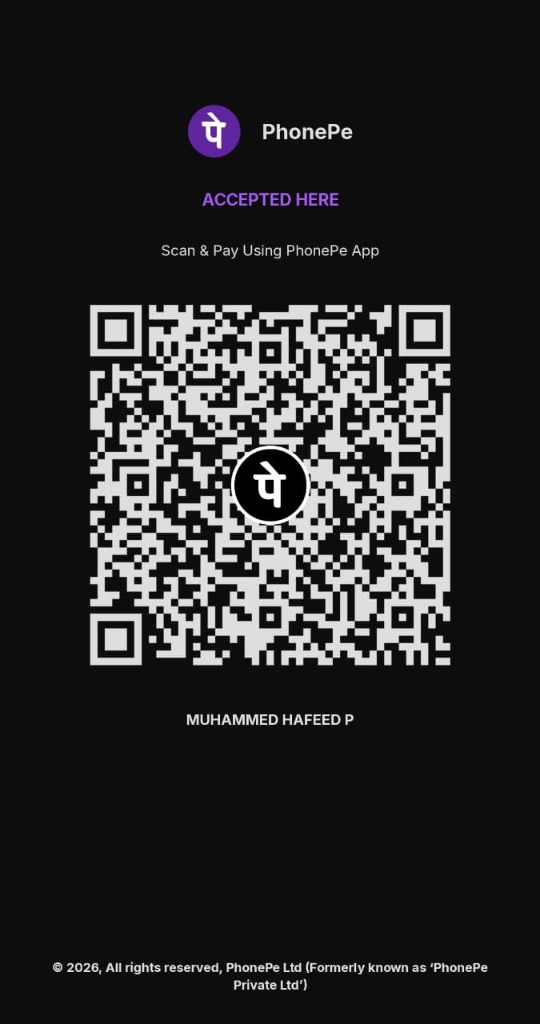 पे
PhonePe
ACCEPTED HERE
Scan & Pay Using PhonePe App
पे
MUHAMMED HAFEED P
© 2026, All rights reserved, PhonePe Ltd (Formerly known as ‘PhonePe
Private Ltd’)